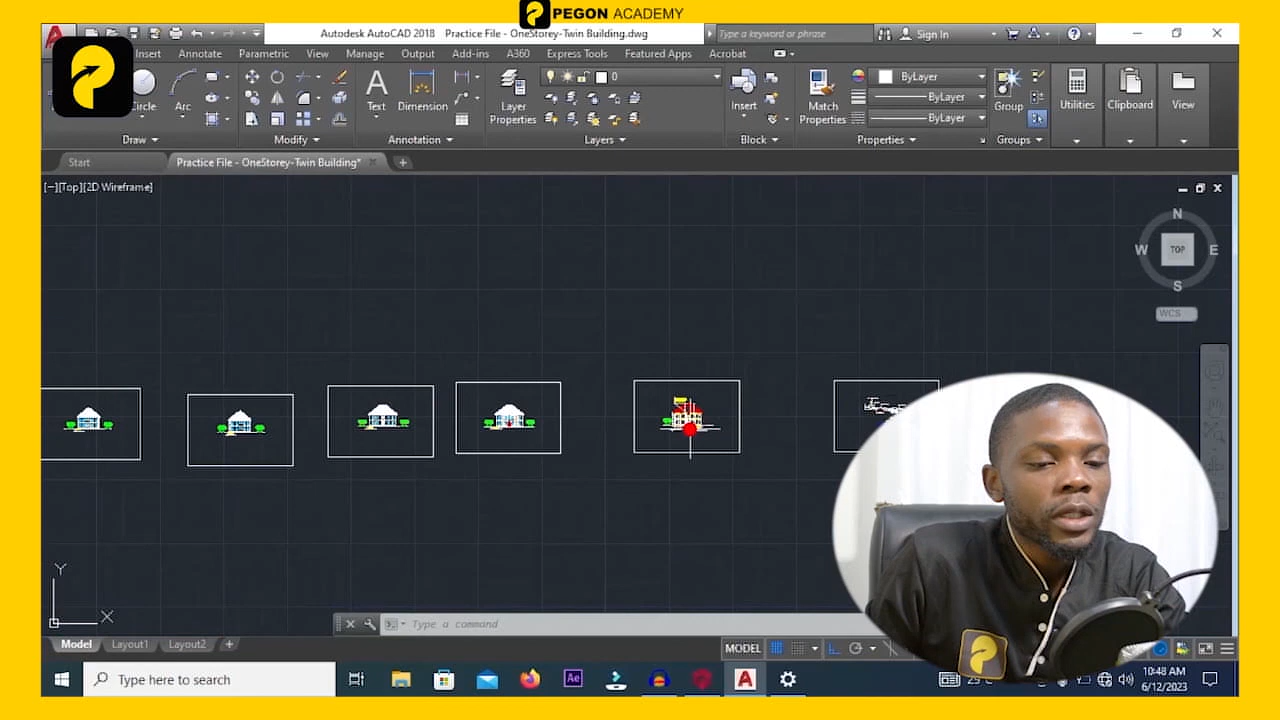 PEGON ACADEMY
Autodesk AutoCAD 2018 Practice File - OneStorey-Twin Building.dwg
Type a keyword or phrase
Sign In
Insert Annotate Parametric View Manage Output Add-ins A360 Express Tools Featured Apps Acrobat
0
ByLayer
ByLayer
ByLayer
Circle Arc Text Dimension Layer Properties Insert Match Properties Group Utilities Clipboard View
Draw Modify Annotation Layers Block Properties Groups
Start Practice File - OneStorey-Twin Building*
[−][Top][2D Wireframe]
N
W TOP E
S
WCS
Y
X
Type a command
Model Layout1 Layout2 MODEL
Type here to search
Ae
10:48 AM
6/12/2023